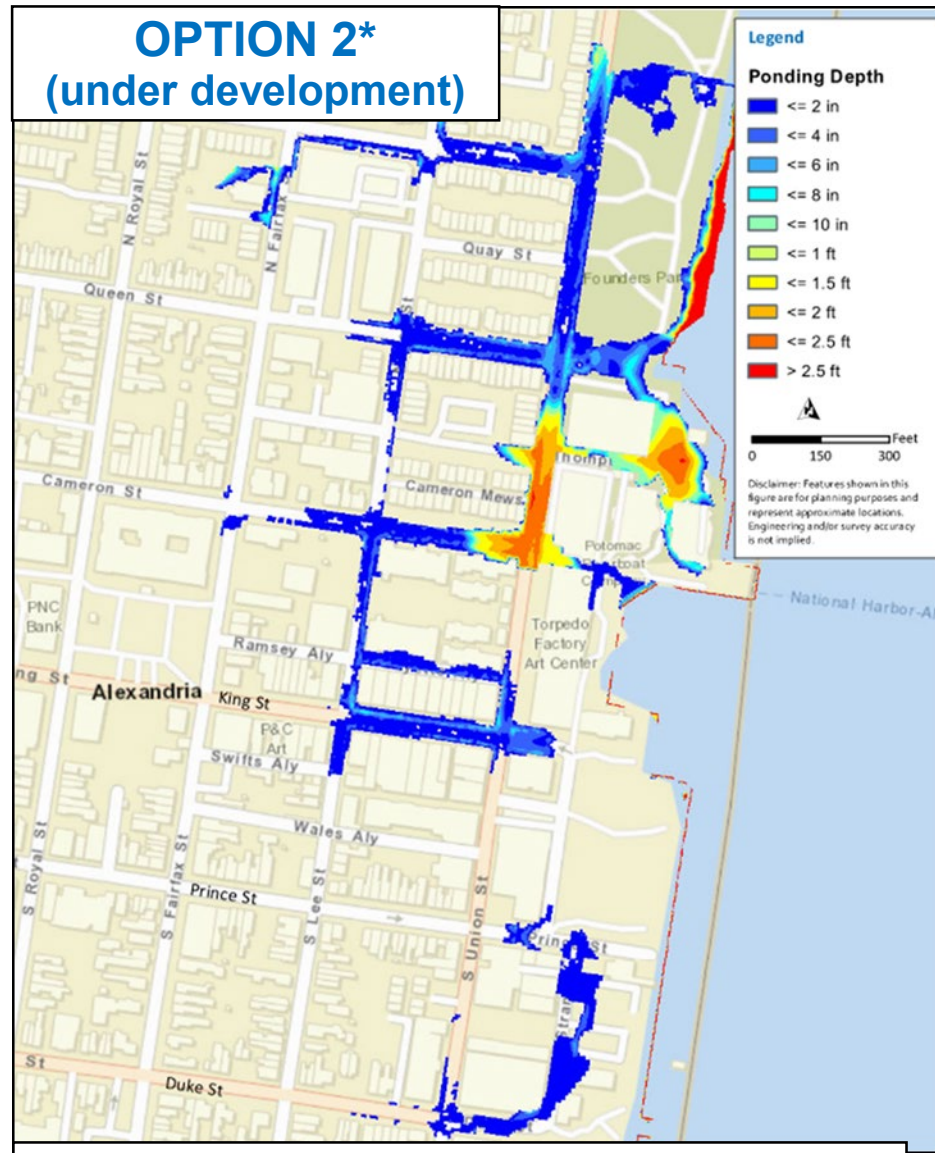 OPTION 2*
(under development)
Legend
Ponding Depth
<= 2 in
<= 4 in
<= 6 in
<= 8 in
<= 10 in
<= 1 ft
<= 1.5 ft
<= 2 ft
<= 2.5 ft
> 2.5 ft
Feet
0 150 300
Disclaimer: Features shown in this
figure are for planning purposes and
represent approximate locations.
Engineering and/or survey accuracy
is not implied.
N Royal St
N Fairfax
Quay St
Founders Par
Queen St
St
Cameron St
Cameron Mews
Potomac
National Harbor-A
PNC
Bank
Torpedo
Factory
Art Center
Ramsey Aly
ng St
Alexandria
King St
P&C
Art
Swifts Aly
Wales Aly
S Royal St
S Fairfax St
S Lee St
S Union St
Prince St
St
Duke St